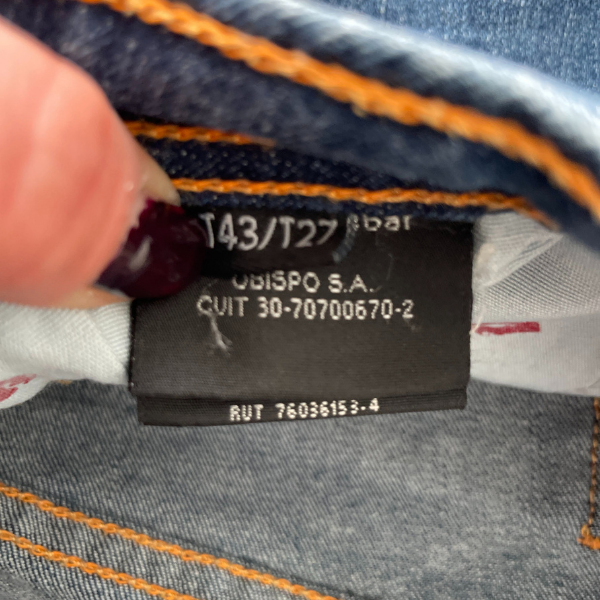 T43/T27
OBISPO S.A.
CUIT 30-70700670-2
RUT 76036153-4